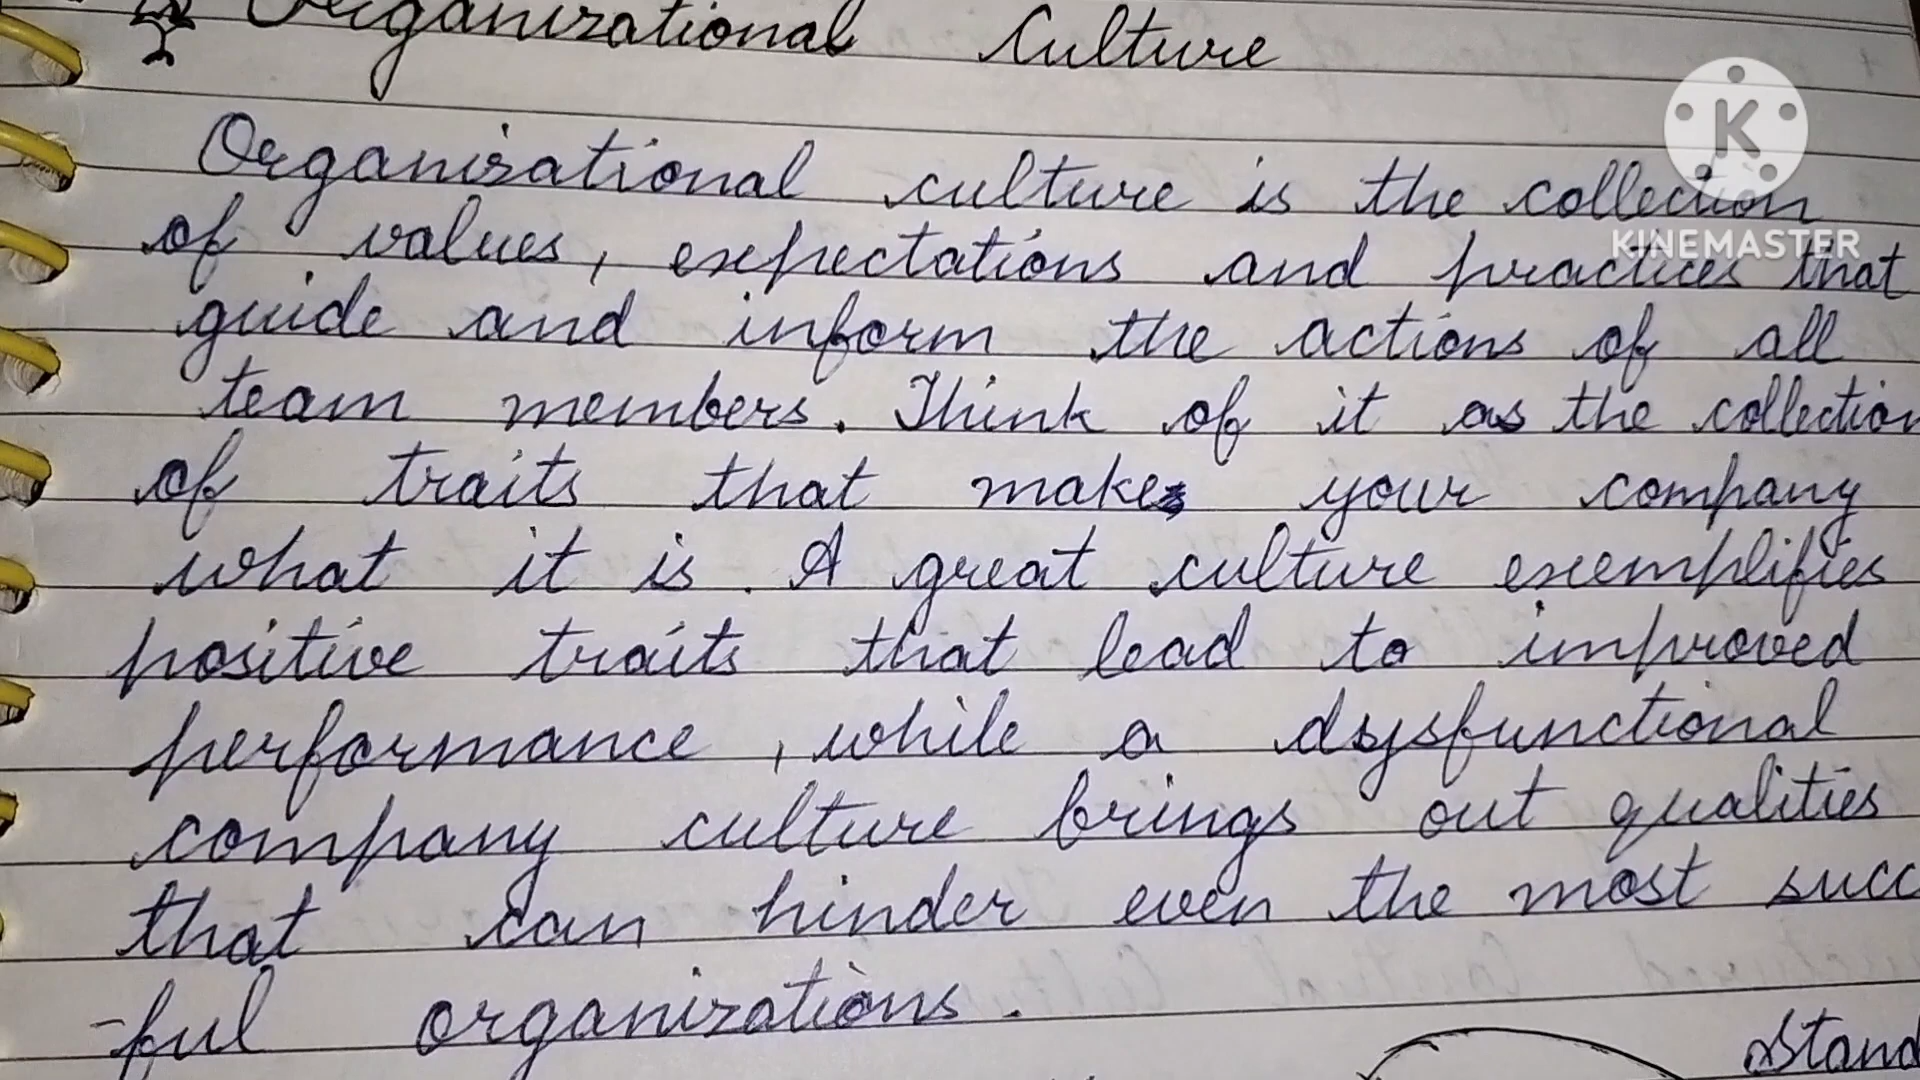 Organizational Culture
K
KINEMASTER
Organizational culture is the collection
of values, expectations and practices that
guide and inform the actions of all
team members. Think of it as the collection
of traits that make your company
what it is. A great culture exemplifies
positive traits that lead to improved
performance, while a dysfunctional
company culture brings out qualities
that can hinder even the most succ
-ful organizations.
Stand